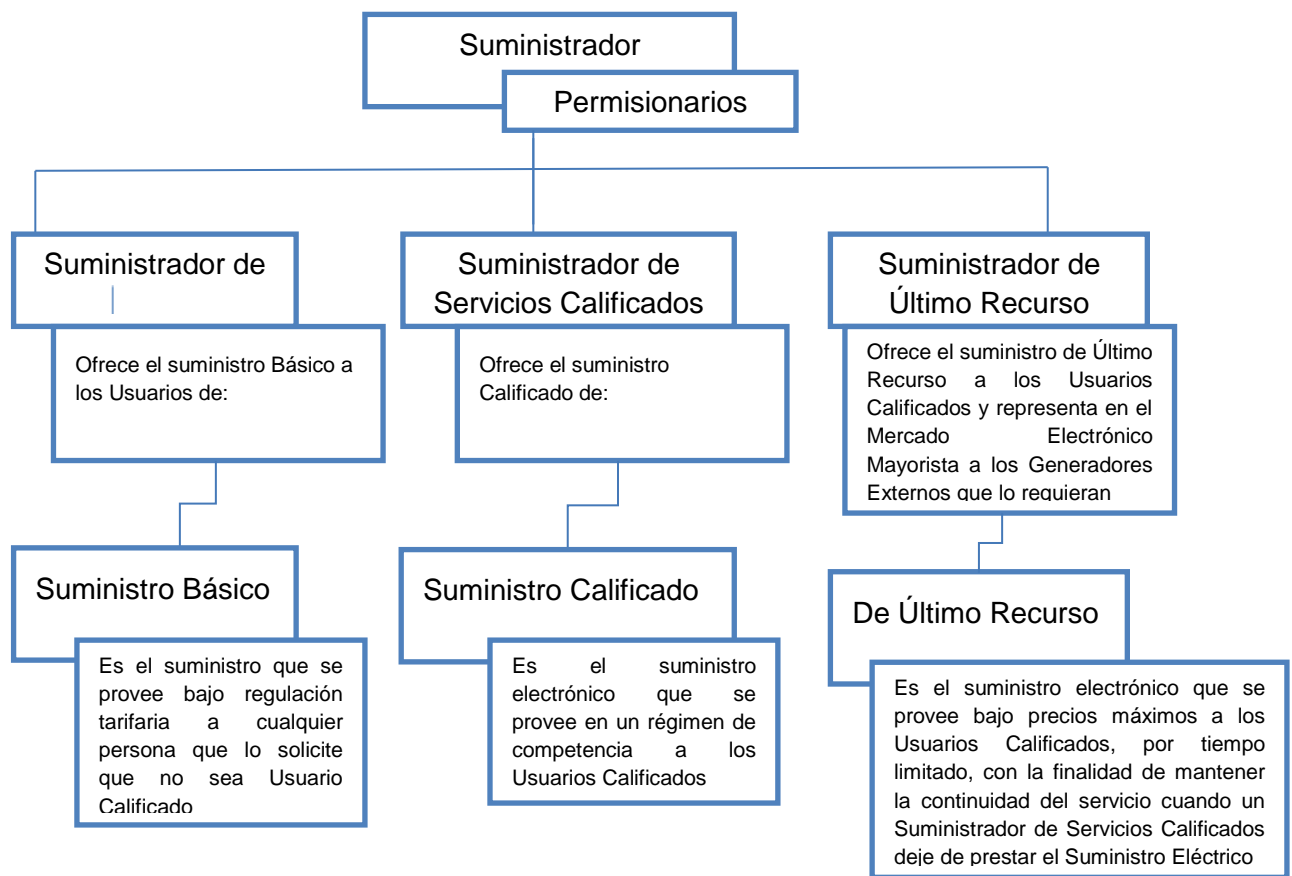 Suministrador
Permisionarios
Suministrador de
Ofrece el suministro Básico a
los Usuarios de:
Suministro Básico
Es el suministro que se
provee bajo regulación
tarifaria a cualquier
persona que lo solicite
que no sea Usuario
Calificado
Suministrador de
Servicios Calificados
Ofrece el suministro
Calificado de:
Suministro Calificado
Es el suministro
electrónico que se
provee en un régimen de
competencia a los
Usuarios Calificados
Suministrador de
Último Recurso
Ofrece el suministro de Último
Recurso a los Usuarios
Calificados y representa en el
Mercado Electrónico
Mayorista a los Generadores
Externos que lo requieran
De Último Recurso
Es el suministro electrónico que se
provee bajo precios máximos a los
Usuarios Calificados, por tiempo
limitado, con la finalidad de mantener
la continuidad del servicio cuando un
Suministrador de Servicios Calificados
deje de prestar el Suministro Eléctrico